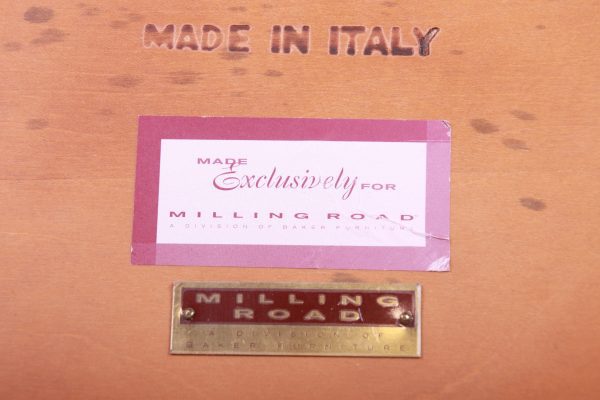 MADE IN ITALY
MADE
Exclusively FOR
MILLING ROAD
A DIVISION OF BAKER FURNITURE
MILLING
ROAD
A DIVISION OF
BAKER FURNITURE